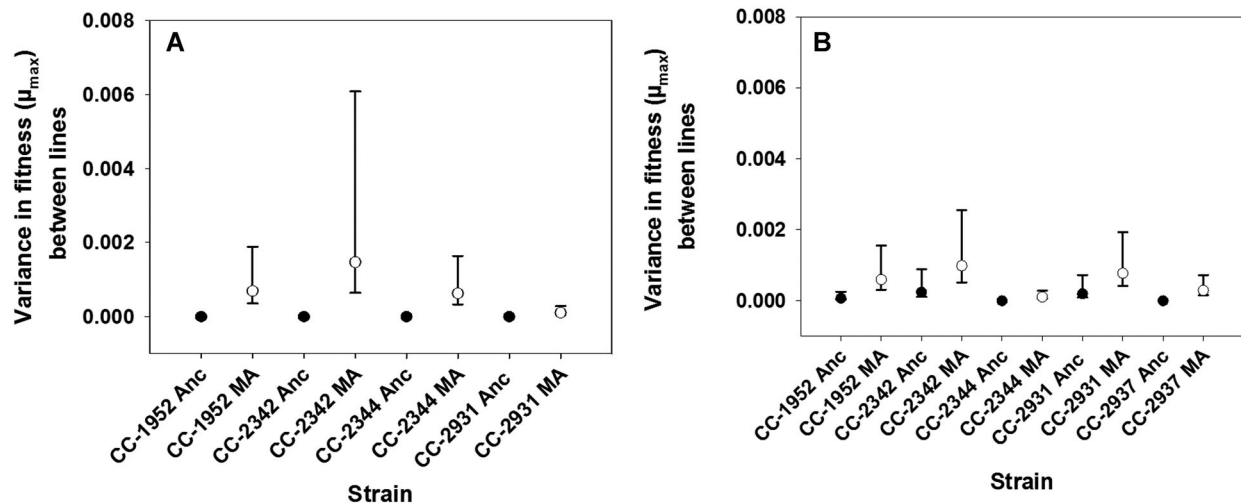 A
Variance in fitness (μmax)
between lines
0.008
0.006
0.004
0.002
0.000
CC-1952 Anc
CC-1952 MA
CC-2342 Anc
CC-2342 MA
CC-2344 Anc
CC-2344 MA
CC-2931 Anc
CC-2931 MA
Strain
B
Variance in fitness (μmax)
between lines
0.008
0.006
0.004
0.002
0.000
CC-1952 Anc
CC-1952 MA
CC-2342 Anc
CC-2342 MA
CC-2344 Anc
CC-2344 MA
CC-2931 Anc
CC-2931 MA
CC-2937 Anc
CC-2937 MA
Strain